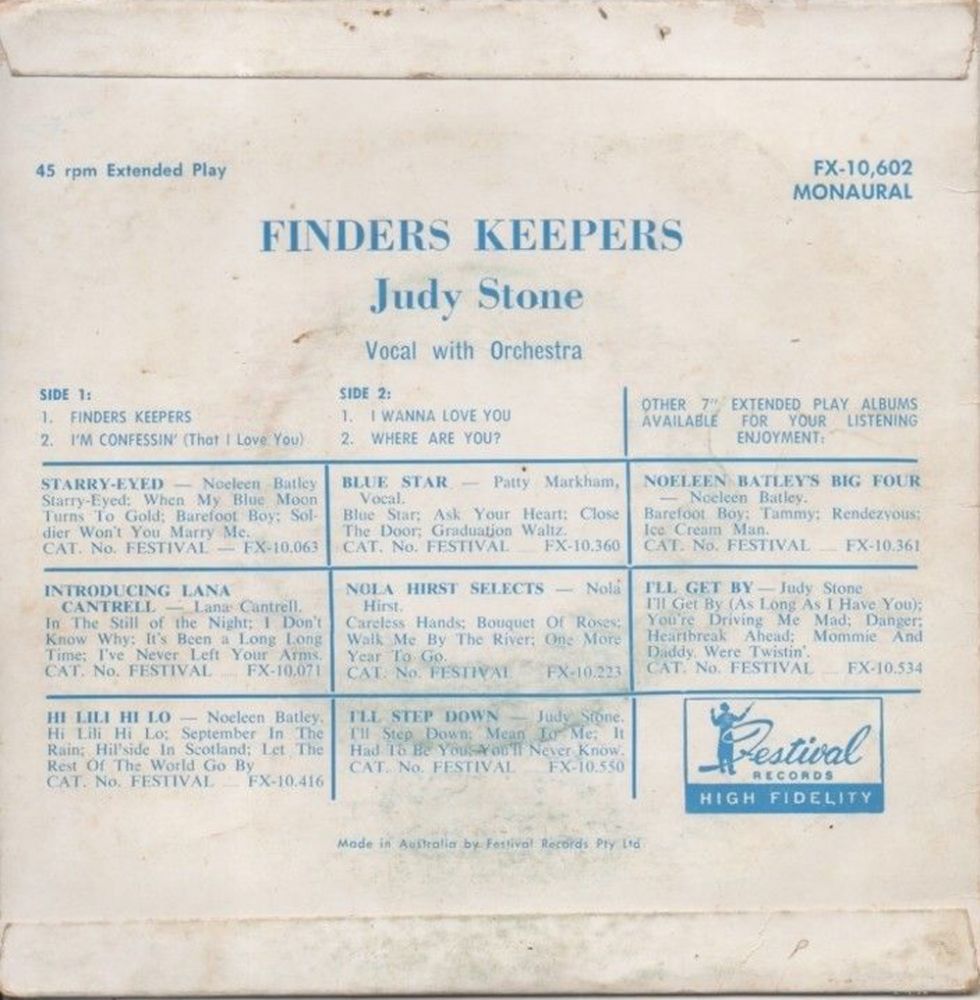 45 rpm Extended Play
FX-10,602
MONAURAL
FINDERS KEEPERS
Judy Stone
Vocal with Orchestra
SIDE 1:
1. FINDERS KEEPERS
2. I'M CONFESSIN' (That I Love You)
SIDE 2:
1. I WANNA LOVE YOU
2. WHERE ARE YOU?
OTHER 7" EXTENDED PLAY ALBUMS
AVAILABLE FOR YOUR LISTENING
ENJOYMENT:
STARRY-EYED — Noeleen Batley
Starry-Eyed; When My Blue Moon
Turns To Gold; Barefoot Boy; Sol-
dier Won't You Marry Me.
CAT. No. FESTIVAL — FX-10.063
BLUE STAR — Patty Markham,
Vocal.
Blue Star; Ask Your Heart; Close
The Door; Graduation Waltz.
CAT. No. FESTIVAL ... FX-10.360
NOELEEN BATLEY'S BIG FOUR
— Noeleen Batley.
Barefoot Boy; Tammy; Rendezvous;
Ice Cream Man.
CAT. No. FESTIVAL ... FX-10.361
INTRODUCING LANA
CANTRELL — Lana Cantrell.
In The Still of the Night; I Don't
Know Why; It's Been a Long Long
Time; I've Never Left Your Arms.
CAT. No. FESTIVAL ... FX-10.071
NOLA HIRST SELECTS — Nola
Hirst.
Careless Hands; Bouquet Of Roses;
Walk Me By The River; One More
Year To Go.
CAT. No. FESTIVAL FX-10.223
I'LL GET BY — Judy Stone
I'll Get By (As Long As I Have You);
You're Driving Me Mad; Danger;
Heartbreak Ahead; Mommie And
Daddy Were Twistin'.
CAT. No. FESTIVAL ... FX-10.534
HI LILI HI LO — Noeleen Batley.
Hi Lili Hi Lo; September In The
Rain; Hil'side In Scotland; Let The
Rest Of The World Go By
CAT. No. FESTIVAL ... FX-10.416
I'LL STEP DOWN — Judy Stone.
I'll Step Down; Mean To Me; It
Had To Be You; You'll Never Know.
CAT. No. FESTIVAL ... FX-10.550
Festival
RECORDS
HIGH FIDELITY
Made in Australia by Festival Records Pty Ltd
P